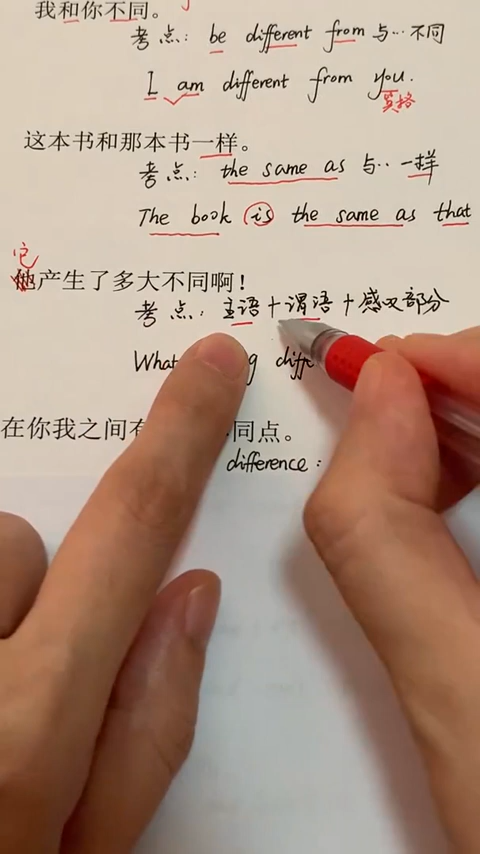 我和你不同。
考点: be different from 与…不同
I am different from you.
宾格
这本书和那本书一样。
考点: the same as 与..一样
The book is the same as that
它
他产生了多大不同啊!
考点: 主语+谓语+感叹部分
What
在你我之间有 同点。
difference: